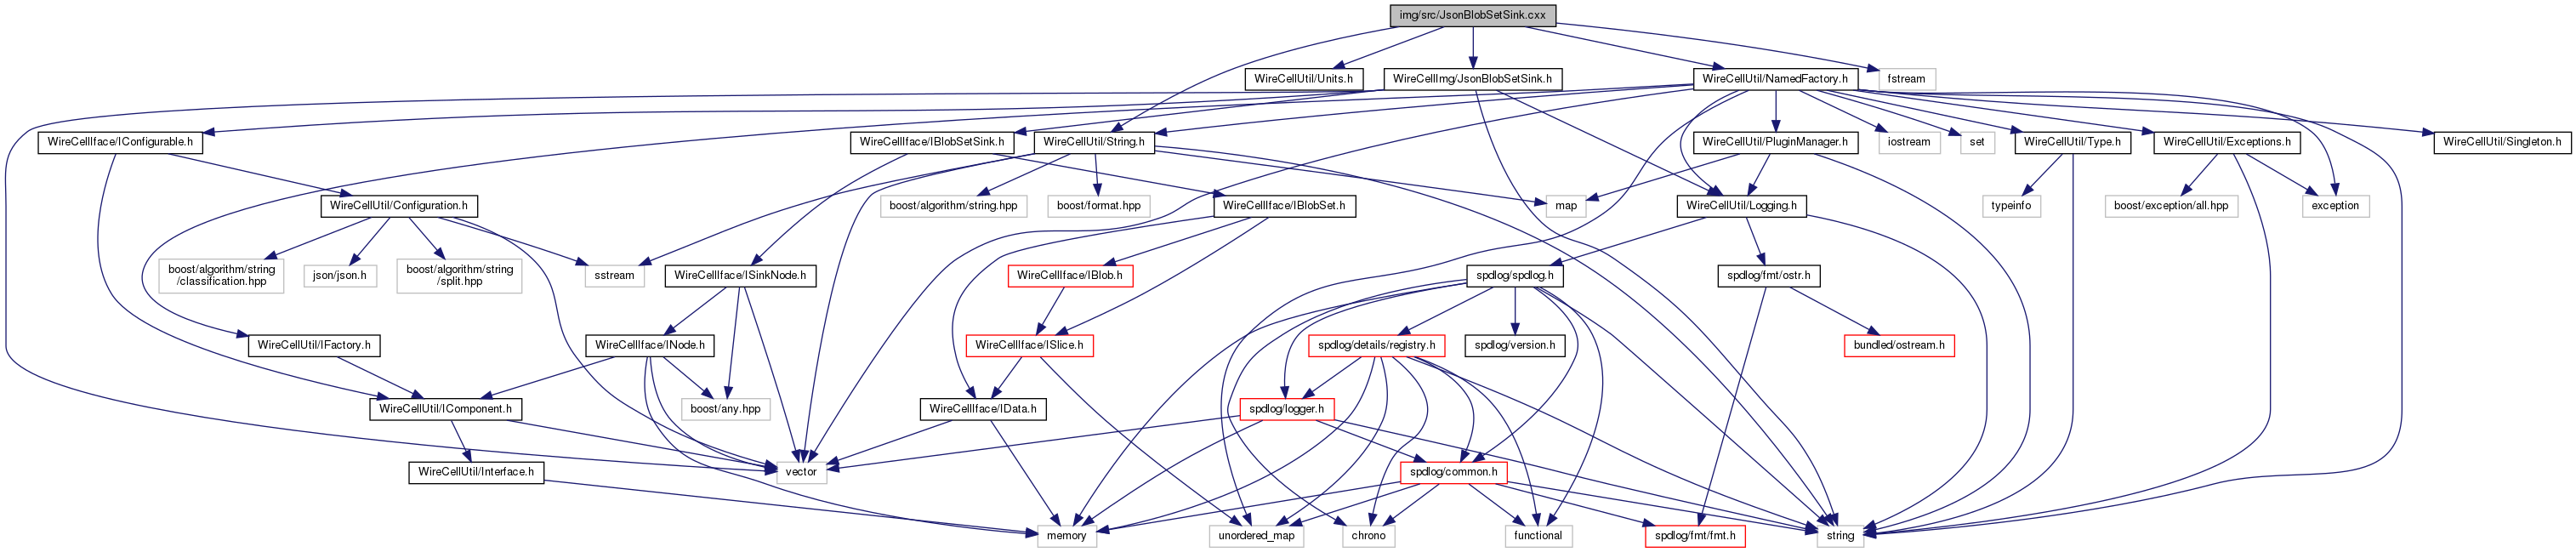 img/src/JsonBlobSetSink.cxx
WireCellUtil/Units.h
WireCellImg/JsonBlobSetSink.h
WireCellUtil/NamedFactory.h
fstream
WireCellIface/IConfigurable.h
WireCellIface/IBlobSetSink.h
WireCellUtil/String.h
WireCellUtil/PluginManager.h
iostream
set
WireCellUtil/Type.h
WireCellUtil/Exceptions.h
WireCellUtil/Singleton.h
WireCellUtil/Configuration.h
boost/algorithm/string.hpp
boost/format.hpp
WireCellIface/IBlobSet.h
map
WireCellUtil/Logging.h
typeinfo
boost/exception/all.hpp
exception
boost/algorithm/string
/classification.hpp
json/json.h
boost/algorithm/string
/split.hpp
sstream
WireCellIface/ISinkNode.h
WireCellIface/IBlob.h
spdlog/spdlog.h
spdlog/fmt/ostr.h
WireCellUtil/IFactory.h
WireCellIface/INode.h
WireCellIface/ISlice.h
spdlog/details/registry.h
spdlog/version.h
bundled/ostream.h
WireCellUtil/IComponent.h
boost/any.hpp
WireCellIface/IData.h
spdlog/logger.h
WireCellUtil/Interface.h
vector
spdlog/common.h
memory
unordered_map
chrono
functional
spdlog/fmt/fmt.h
string